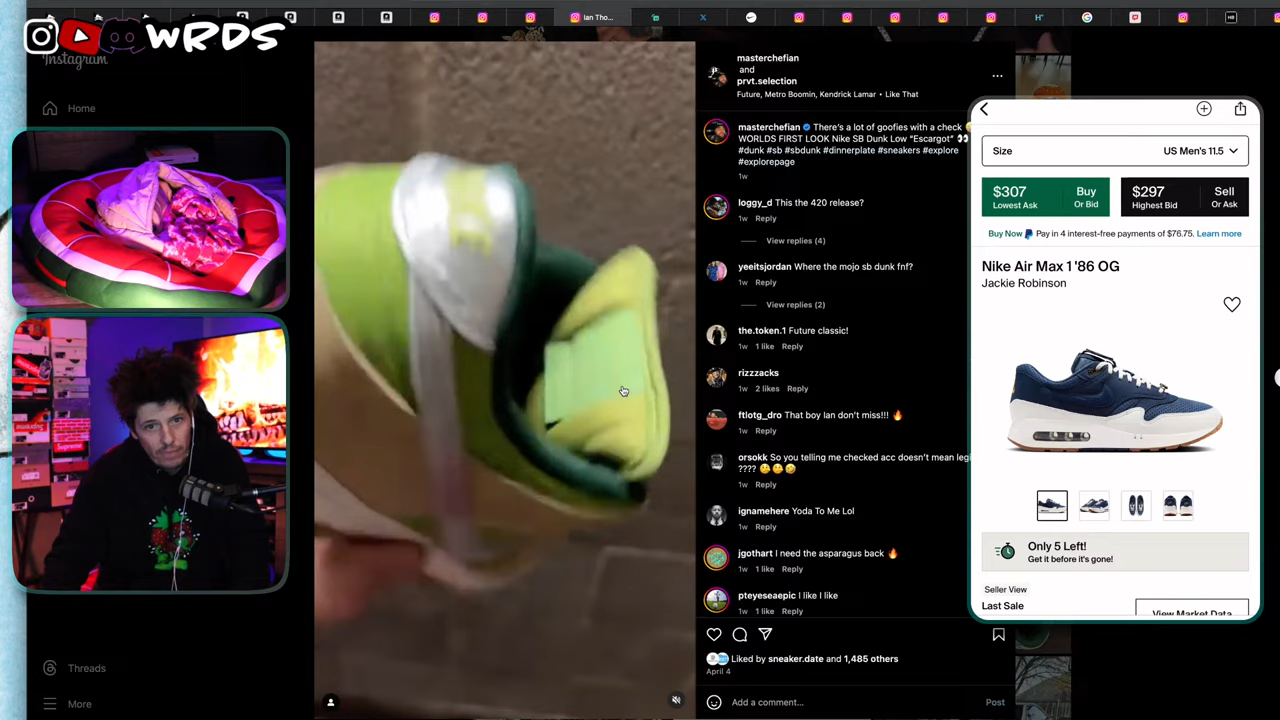 WRDS
Ian Tho...
Instagram
Home
Threads
More
masterchefian
and
prvt.selection
Future, Metro Boomin, Kendrick Lamar • Like That
masterchefian There's a lot of goofies with a check
WORLDS FIRST LOOK Nike SB Dunk Low "Escargot" 👀
#dunk #sb #sbdunk #dinnerplate #sneakers #explore
#explorepage
1w
loggy_d This the 420 release?
1w Reply
View replies (4)
yeeitsjordan Where the mojo sb dunk fnf?
1w Reply
View replies (2)
the.token.1 Future classic!
1w 1 like Reply
rizzzacks
1w 2 likes Reply
ftlotg_dro That boy Ian don't miss!!! 🔥
1w Reply
orsokk So you telling me checked acc doesn't mean legi
????
1w Reply
ignamehere Yoda To Me Lol
1w Reply
jgothart I need the asparagus back 🔥
1w 1 like Reply
pteyeseaepic I like I like
1w 1 like Reply
Liked by sneaker.date and 1,485 others
April 4
Add a comment...
Post
Size
US Men's 11.5
$307
Lowest Ask
Buy
Or Bid
$297
Highest Bid
Sell
Or Ask
Buy Now Pay in 4 interest-free payments of $76.75. Learn more
Nike Air Max 1 '86 OG
Jackie Robinson
Only 5 Left!
Get it before it's gone!
Seller View
Last Sale
View Market Data
Supreme